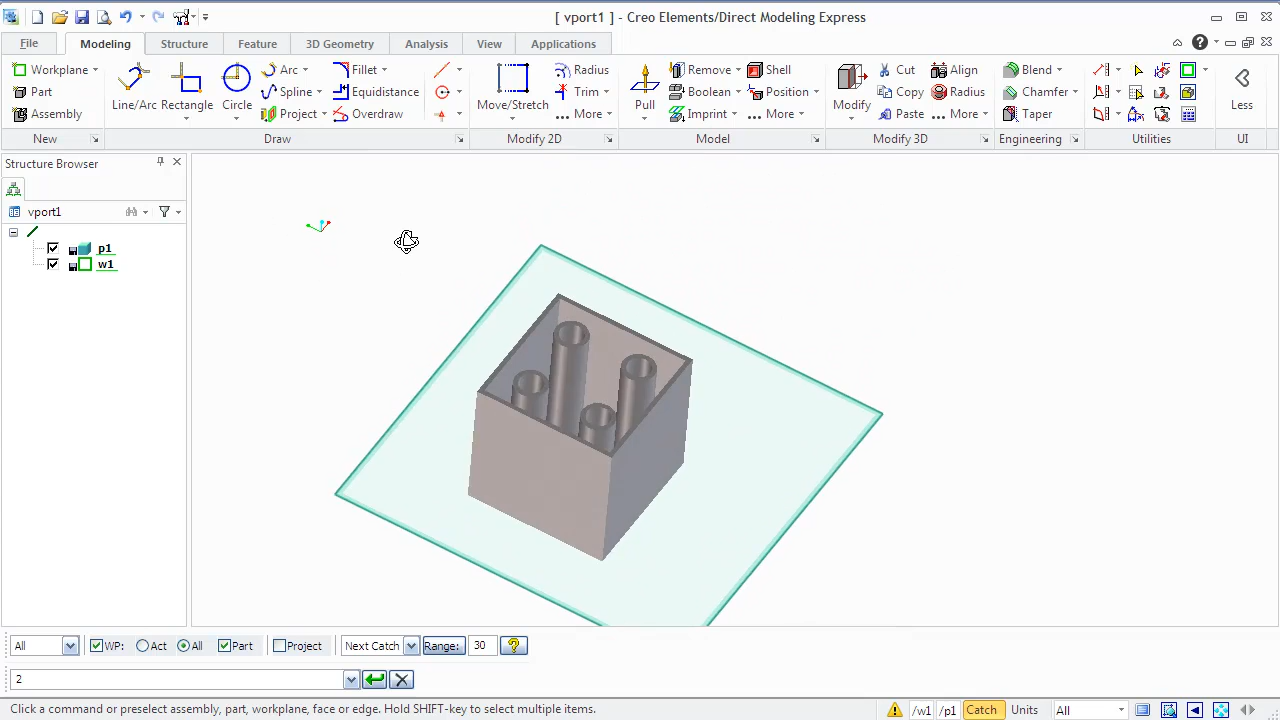 [ vport1 ] - Creo Elements/Direct Modeling Express
File Modeling Structure Feature 3D Geometry Analysis View Applications
Workplane Line/Arc Rectangle Circle Arc Fillet Move/Stretch Radius Pull Remove Shell Modify Cut Align Blend Less
Part Spline Equidistance Trim Boolean Position Copy Radius Chamfer
Assembly Project Overdraw More Imprint More Paste More Taper
New Draw Modify 2D Model Modify 3D Engineering Utilities UI
Structure Browser
vport1
p1
w1
All WP: Act All Part Project Next Catch Range: 30
2
Click a command or preselect assembly, part, workplane, face or edge. Hold SHIFT-key to select multiple items. /w1 /p1 Catch Units All